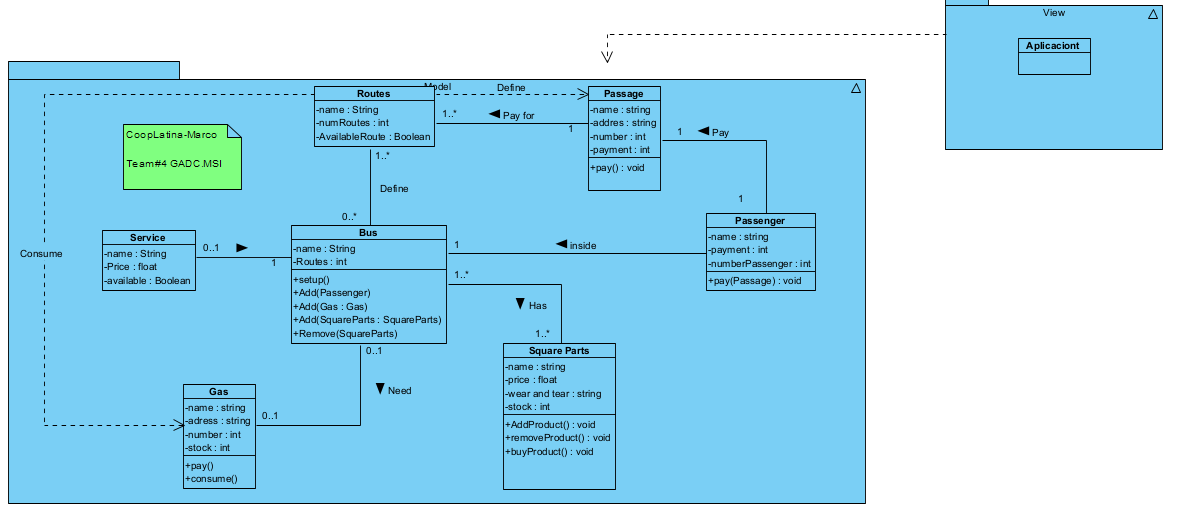 View
Aplicaciont
Model
Define
Routes
-name : String
-numRoutes : int
-AvailableRoute : Boolean
1..*
Pay for
1
Passage
-name : string
-addres : string
-number : int
-payment : int
+pay() : void
1
Pay
1
CoopLatina-Marco
Team#4 GADC.MSI
1..*
Define
0..*
Passenger
-name : string
-payment : int
-numberPassenger : int
+pay(Passage) : void
Consume
Service
-name : String
-Price : float
-available : Boolean
0..1
1
Bus
-name : String
-Routes : int
+setup()
+Add(Passenger)
+Add(Gas : Gas)
+Add(SquareParts : SquareParts)
+Remove(SquareParts)
1
inside
1..*
Has
1..*
0..1
Need
0..1
Square Parts
-name : string
-price : float
-wear and tear : string
-stock : int
+AddProduct() : void
+removeProduct() : void
+buyProduct() : void
Gas
-name : string
-adress : string
-number : int
-stock : int
+pay()
+consume()